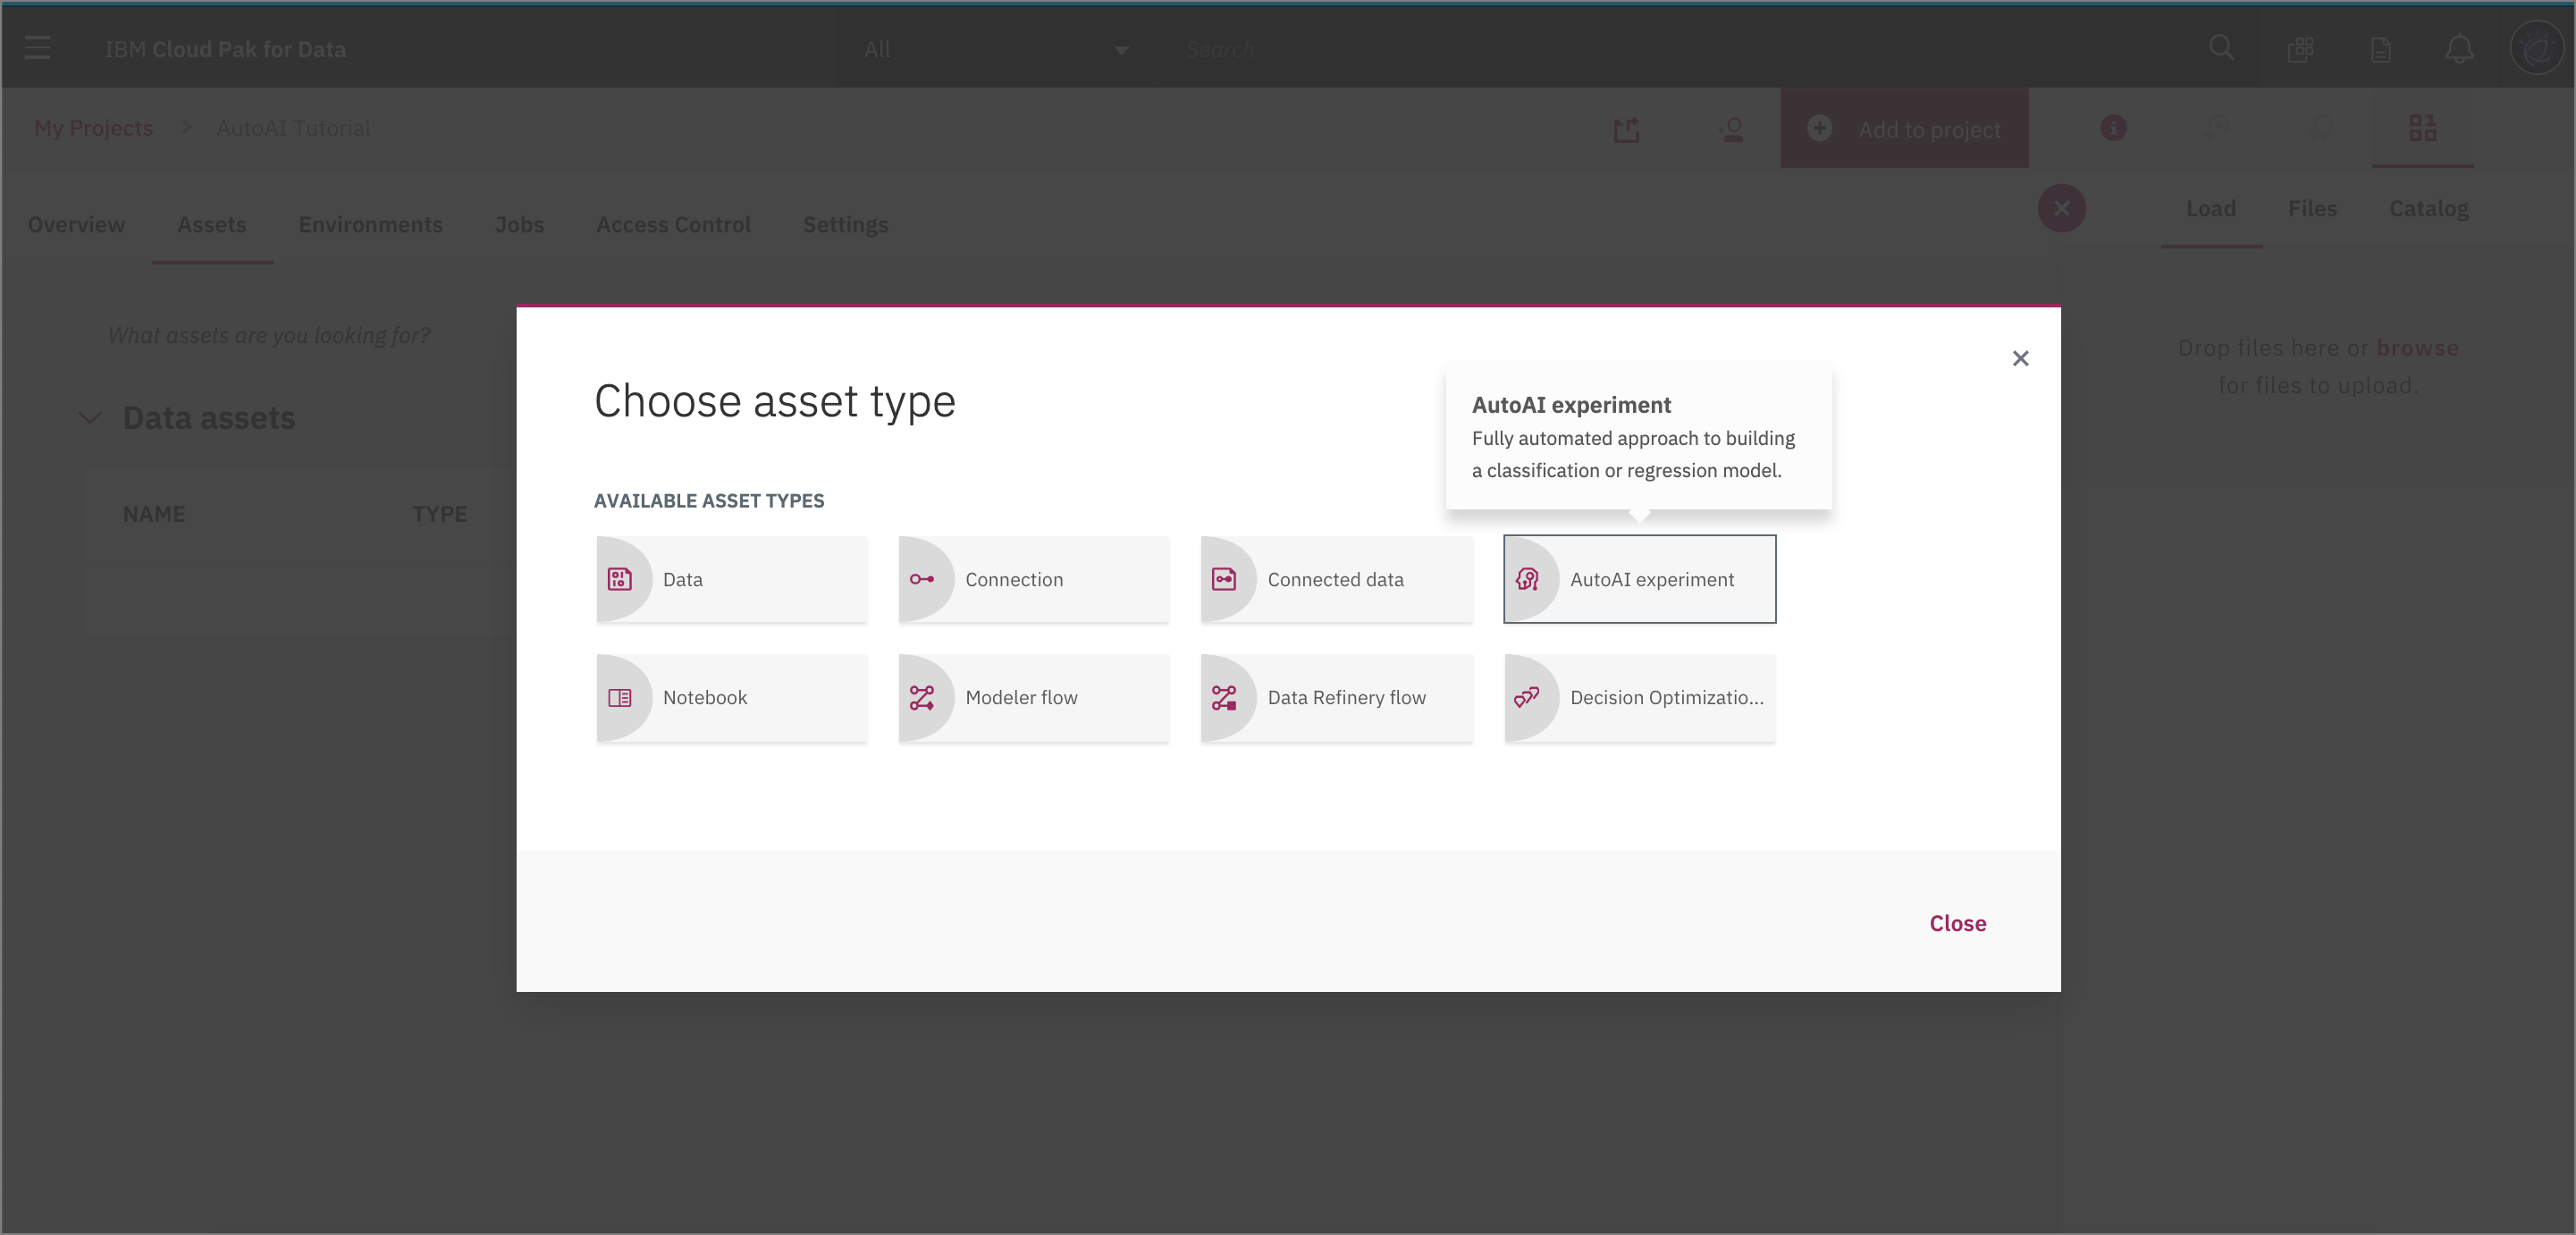 IBM Cloud Pak for Data
All
Search
My Projects > AutoAI Tutorial
Add to project
Overview
Assets
Environments
Jobs
Access Control
Settings
Load
Files
Catalog
What assets are you looking for?
Data assets
NAME
TYPE
Drop files here or browse
for files to upload.
Choose asset type
AutoAI experiment
Fully automated approach to building
a classification or regression model.
AVAILABLE ASSET TYPES
Data
Connection
Connected data
AutoAI experiment
Notebook
Modeler flow
Data Refinery flow
Decision Optimizatio...
Close